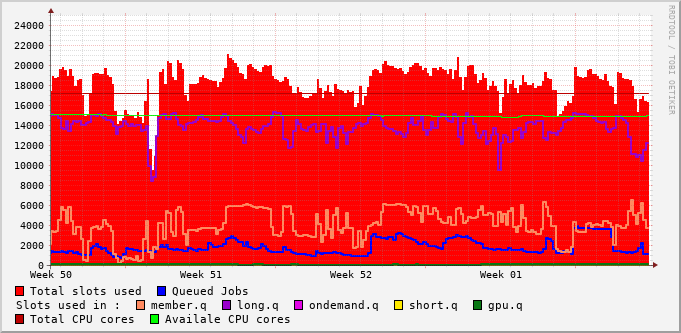 24000
22000
20000
18000
16000
14000
12000
10000
8000
6000
4000
2000
0
Week 50 Week 51 Week 52 Week 01
RRDTOOL / TOBI OETIKER
Total slots used Queued Jobs
Slots used in : member.q long.q ondemand.q short.q gpu.q
Total CPU cores Availale CPU cores